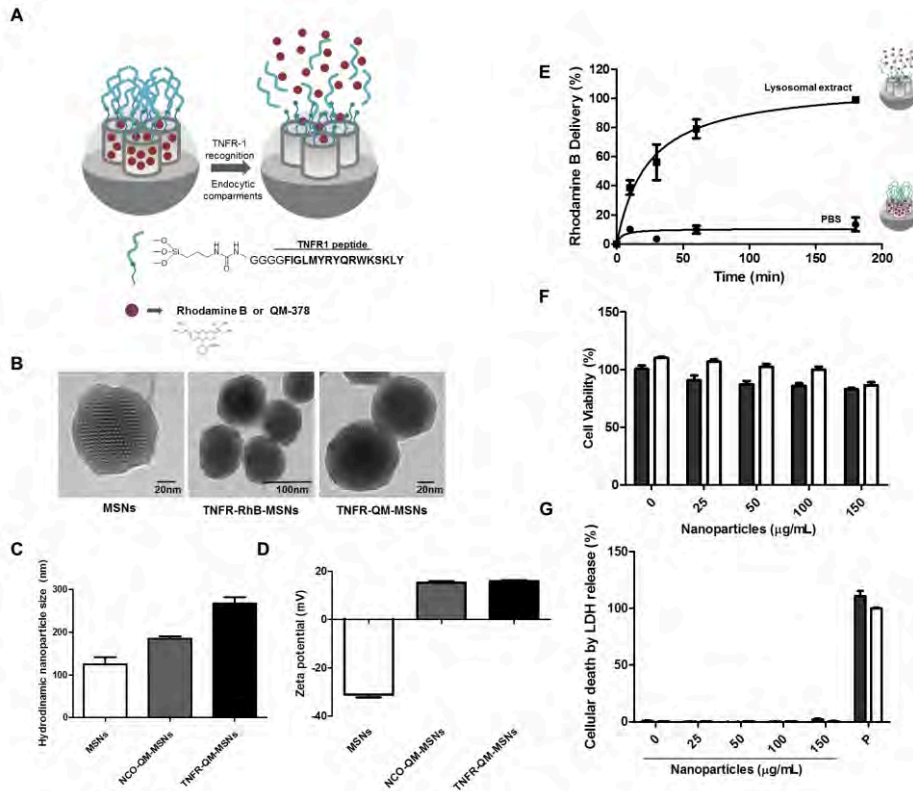 A
TNFR-1
recognition
Endocytic
comparments
TNFR1 peptide
GGGGFIGLMYRYQRWKSKLY
Rhodamine B or QM-378
B
20nm
100nm
20nm
MSNs
TNFR-RhB-MSNs
TNFR-QM-MSNs
C
Hydrodinamic nanoparticle size (nm)
300
200
100
0
MSNs
NCO-QM-MSNs
TNFR-QM-MSNs
D
Zeta potential (mV)
20
0
-20
-40
MSNs
NCO-QM-MSNs
TNFR-QM-MSNs
E
Rhodamine B Delivery (%)
120
100
80
60
40
20
0
Lysosomal extract
PBS
0 60 120 180
Time (min)
F
Cell Viability (%)
150
100
50
0
0 25 50 100 150
Nanoparticles (μg/mL)
G
Cellular death by LDH release (%)
150
100
50
0
0 25 50 100 150 P
Nanoparticles (μg/mL)